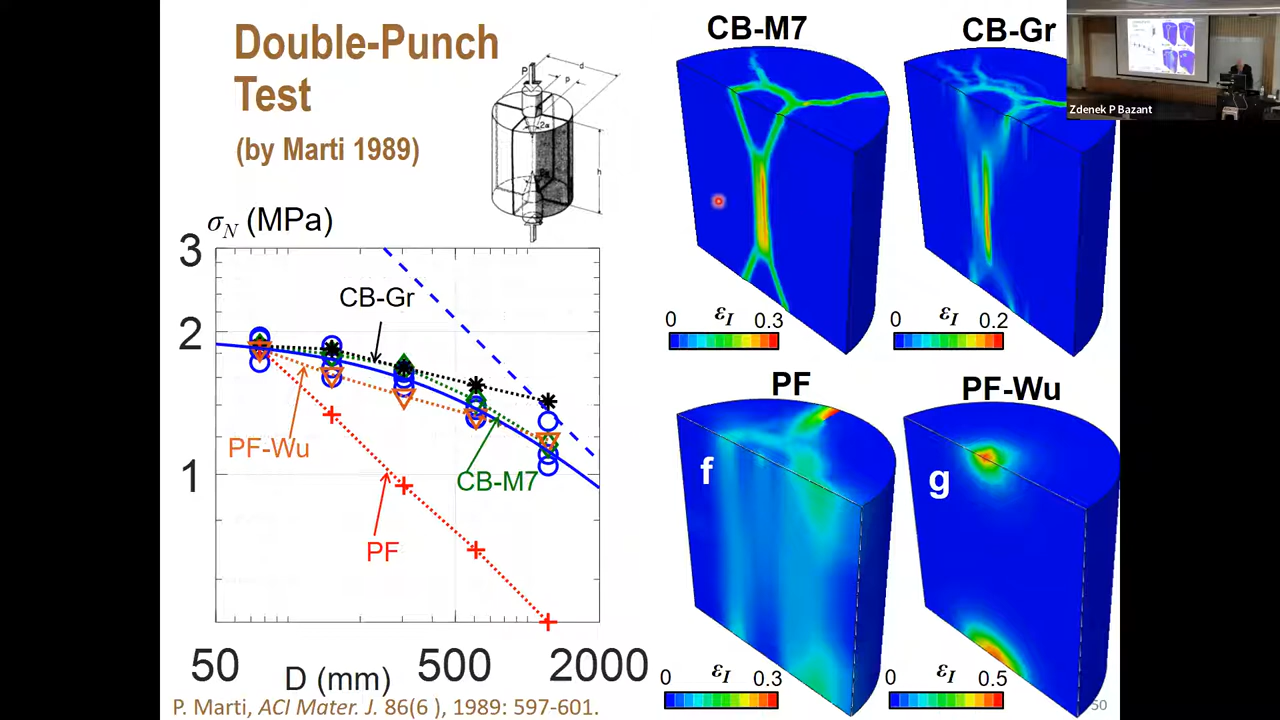 Double-Punch
Test
(by Marti 1989)
P
d
P
2a
h
σN (MPa)
3
2
1
CB-Gr
PF-Wu
CB-M7
PF
50
500
2000
D (mm)
P. Marti, ACI Mater. J. 86(6 ), 1989: 597-601.
CB-M7
0 εI 0.3
CB-Gr
0 εI 0.2
Zdenek P Bazant
PF
f
0 εI 0.3
PF-Wu
g
0 εI 0.5
50